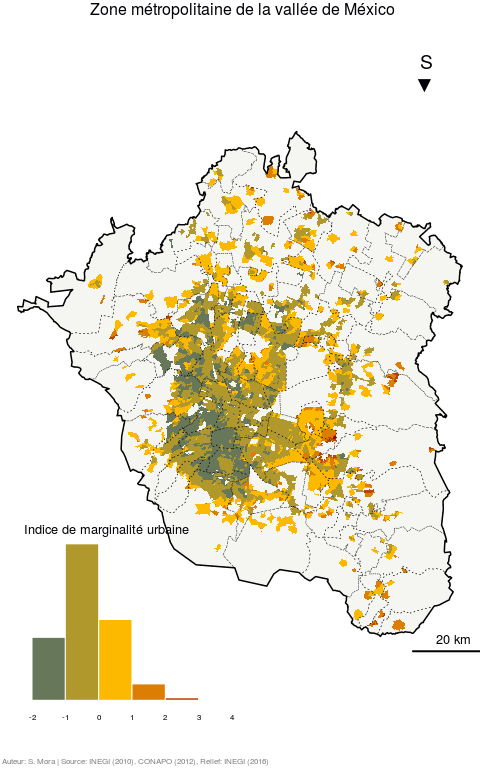 Zone métropolitaine de la vallée de México
S
Indice de marginalité urbaine
20 km
-2 -1 0 1 2 3 4
Auteur: S. Mora | Source: INEGI (2010). CONAPO (2012). Relief: INEGI (2016)